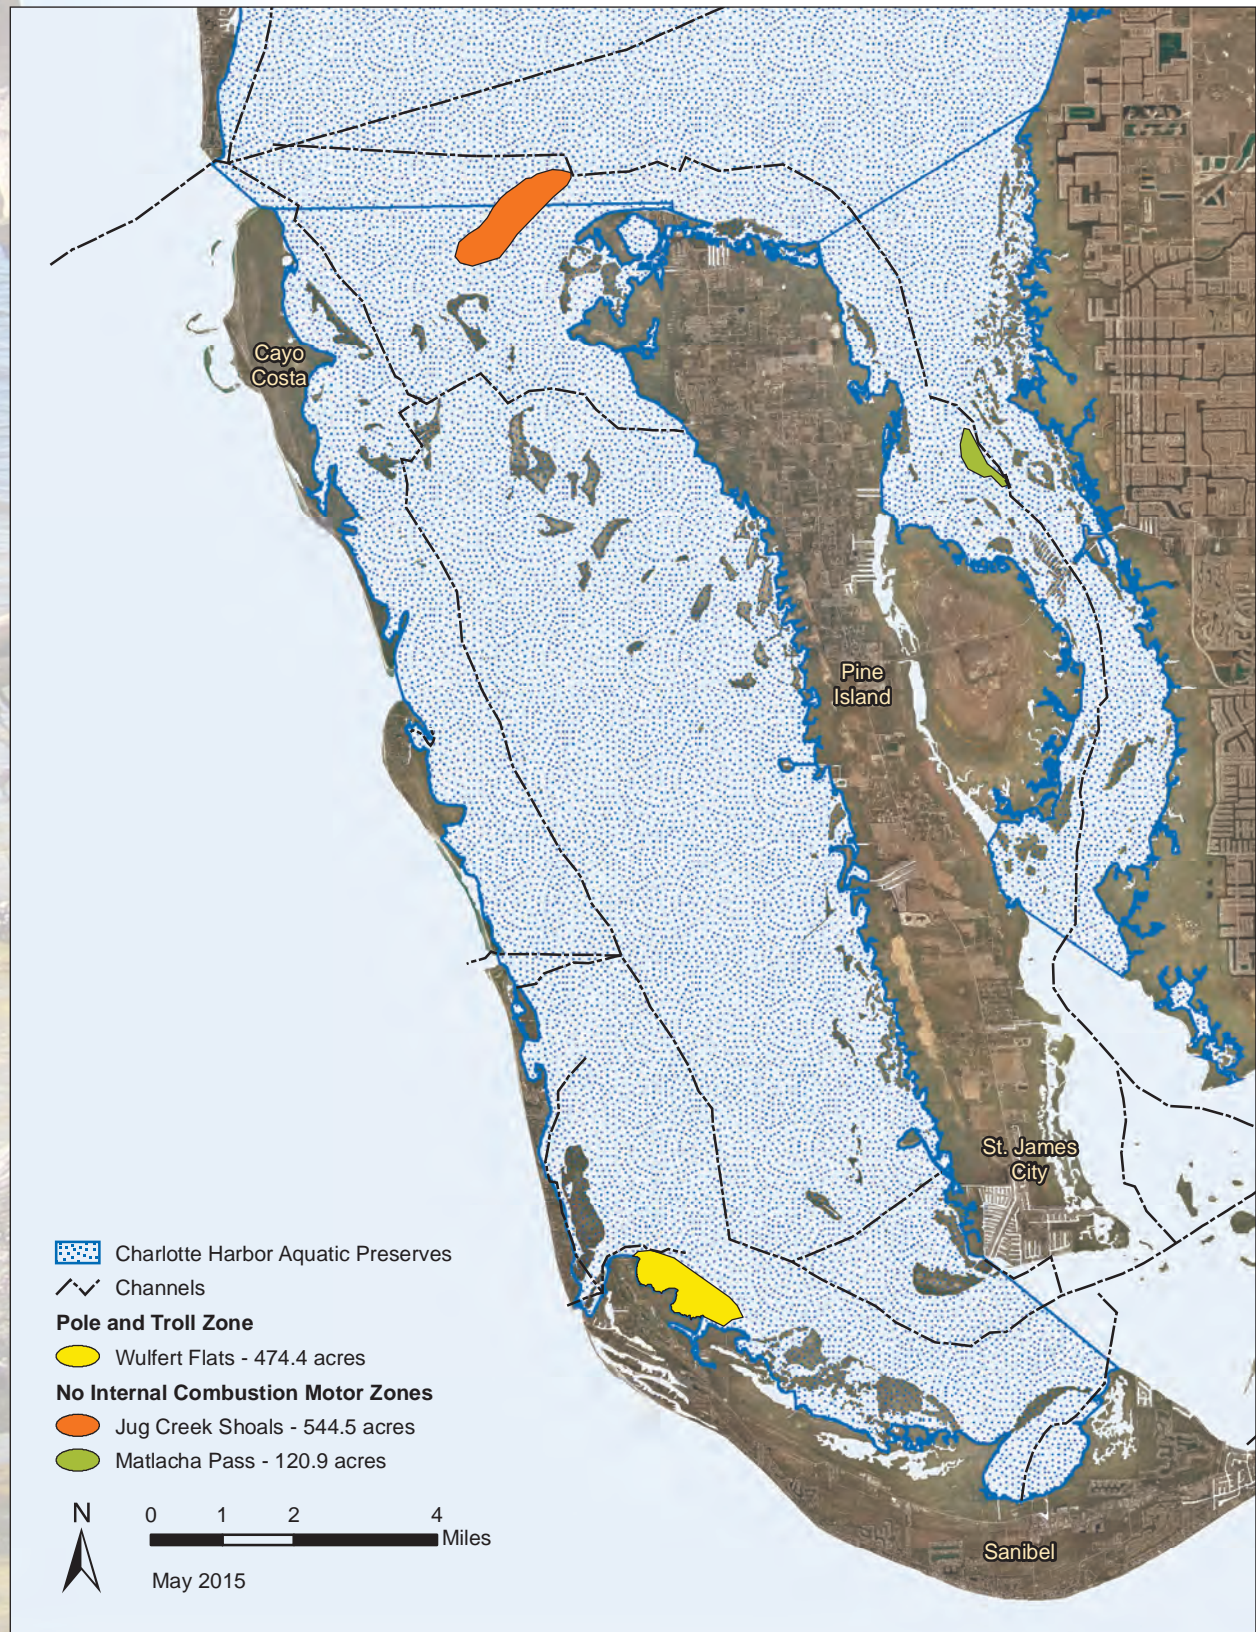 Cayo
Costa
Pine
Island
St. James
City
Charlotte Harbor Aquatic Preserves
Channels
Pole and Troll Zone
Wulfert Flats - 474.4 acres
No Internal Combustion Motor Zones
Jug Creek Shoals - 544.5 acres
Matlacha Pass - 120.9 acres
N
0 1 2 4
Miles
May 2015
Sanibel